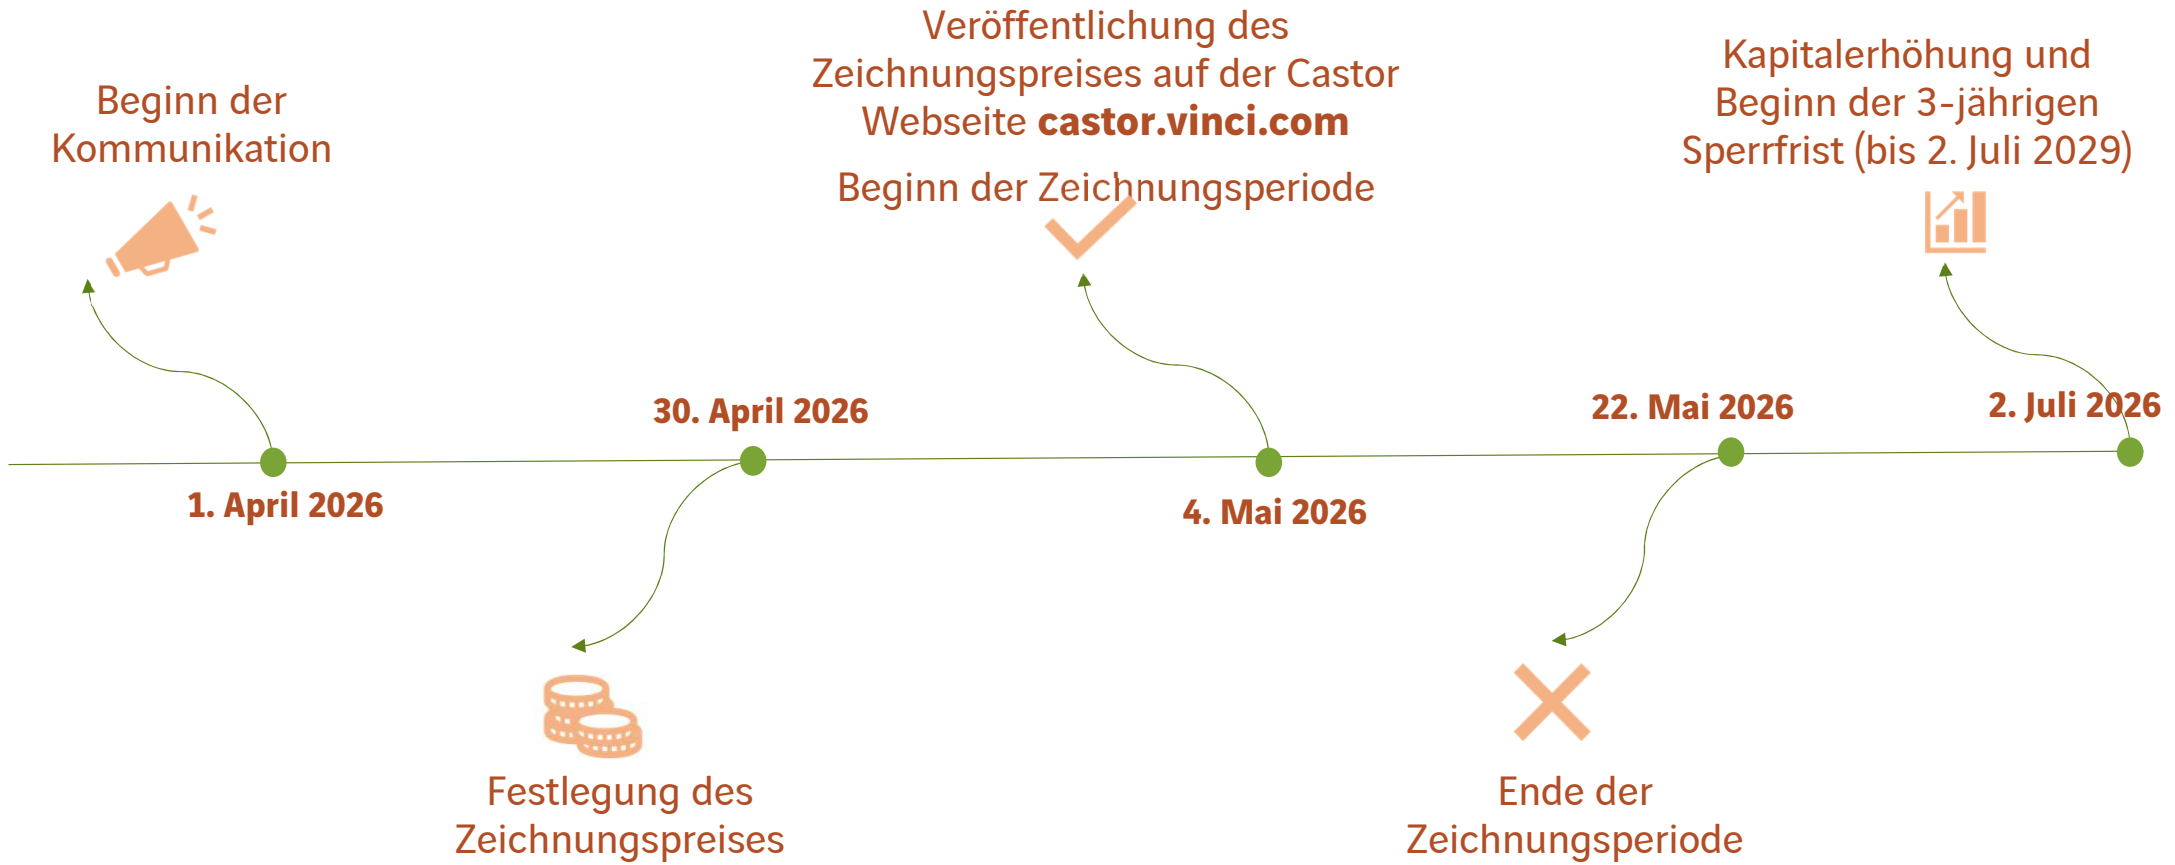 Beginn der
Kommunikation
1. April 2026
30. April 2026
Festlegung des
Zeichnungspreises
Veröffentlichung des
Zeichnungspreises auf der Castor
Webseite castor.vinci.com
Beginn der Zeichnungsperiode
4. Mai 2026
22. Mai 2026
Ende der
Zeichnungsperiode
Kapitalerhöhung und
Beginn der 3-jährigen
Sperrfrist (bis 2. Juli 2029)
2. Juli 2026